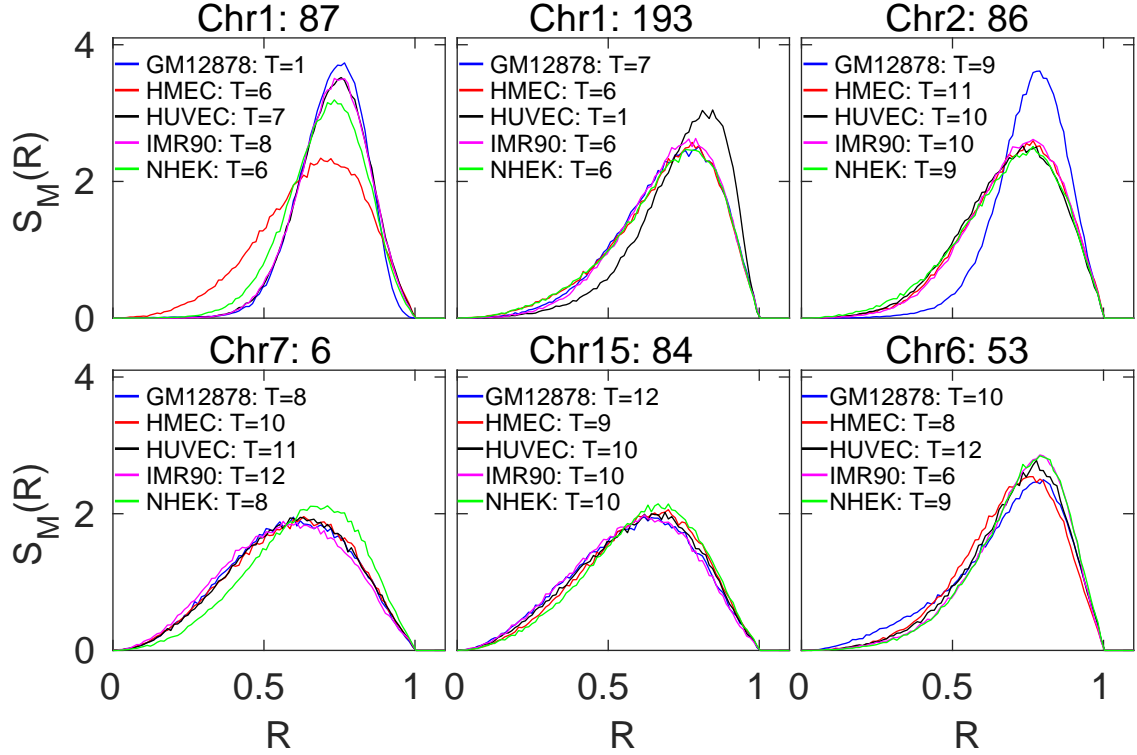 Chr1: 87
Chr1: 193
Chr2: 86
4
GM12878: T=1
HMEC: T=6
HUVEC: T=7
IMR90: T=8
NHEK: T=6
GM12878: T=7
HMEC: T=6
HUVEC: T=1
IMR90: T=6
NHEK: T=6
GM12878: T=9
HMEC: T=11
HUVEC: T=10
IMR90: T=10
NHEK: T=9
S_M(R)
2
0
Chr7: 6
Chr15: 84
Chr6: 53
4
GM12878: T=8
HMEC: T=10
HUVEC: T=11
IMR90: T=12
NHEK: T=8
GM12878: T=12
HMEC: T=9
HUVEC: T=10
IMR90: T=10
NHEK: T=10
GM12878: T=10
HMEC: T=8
HUVEC: T=12
IMR90: T=6
NHEK: T=9
S_M(R)
2
0
0 0.5 1
0 0.5 1
0 0.5 1
R
R
R